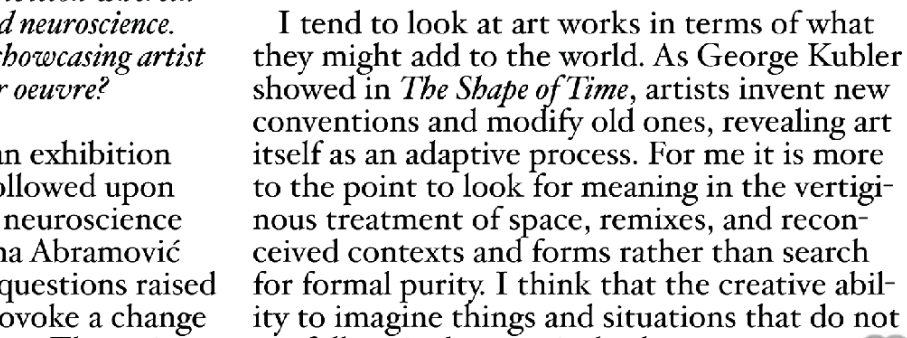 d neuroscience.
showcasing artist
r oeuvre?
an exhibition
ollowed upon
neuroscience
na Abramović
questions raised
ovoke a change
I tend to look at art works in terms of what
they might add to the world. As George Kubler
showed in The Shape of Time, artists invent new
conventions and modify old ones, revealing art
itself as an adaptive process. For me it is more
to the point to look for meaning in the vertigi-
nous treatment of space, remixes, and recon-
ceived contexts and forms rather than search
for formal purity. I think that the creative abil-
ity to imagine things and situations that do not